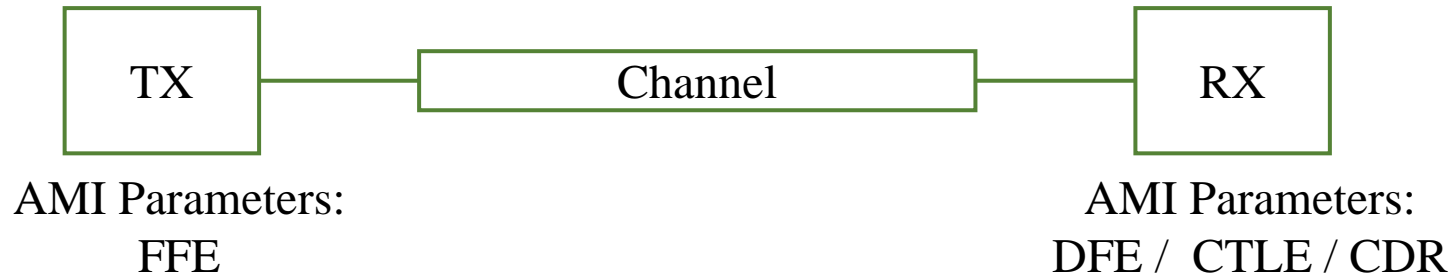 TX
Channel
RX
AMI Parameters:
FFE
AMI Parameters:
DFE / CTLE / CDR